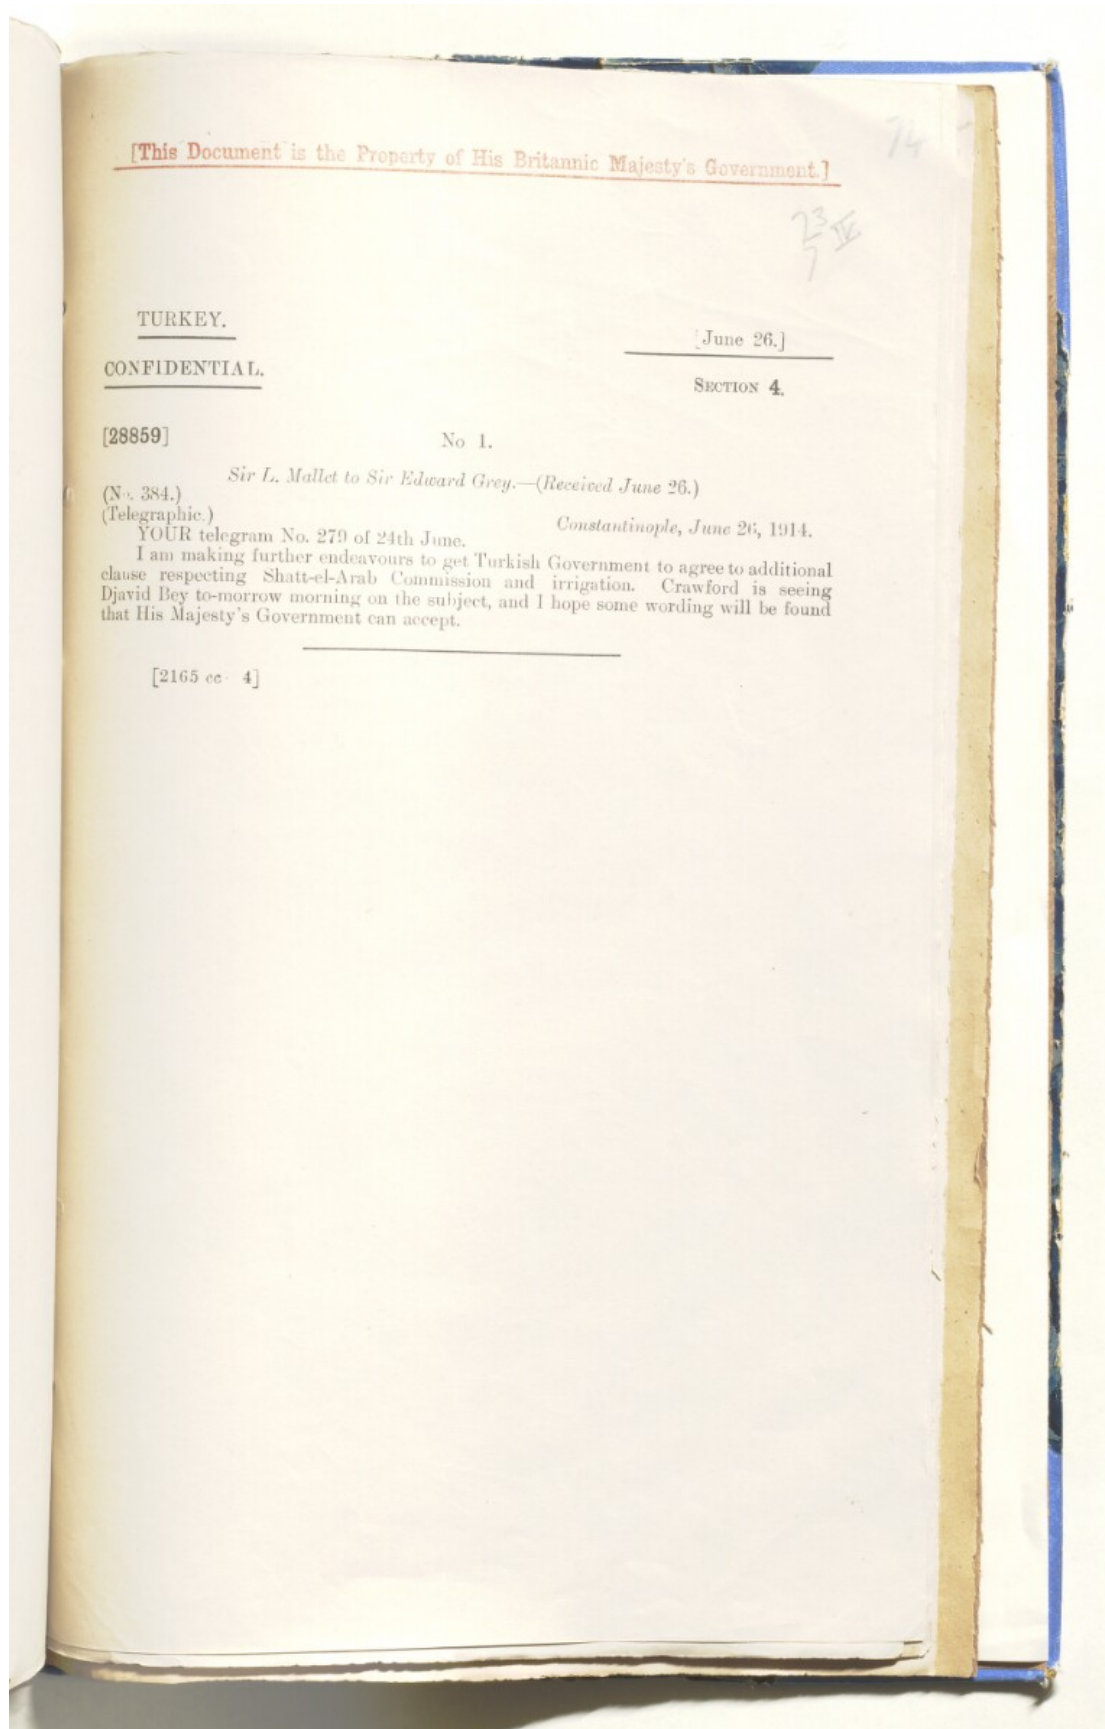 [This Document is the Property of His Britannic Majesty's Government.]
74
23 IV
7
TURKEY.
[June 26.]
CONFIDENTIAL.
SECTION 4.
[28859]
No 1.
Sir L. Mallet to Sir Edward Grey.—(Received June 26.)
(No. 384.)
(Telegraphic.)
Constantinople, June 26, 1914.
YOUR telegram No. 279 of 24th June.
I am making further endeavours to get Turkish Government to agree to additional
clause respecting Shatt-el-Arab Commission and irrigation. Crawford is seeing
Djavid Bey to-morrow morning on the subject, and I hope some wording will be found
that His Majesty's Government can accept.
[2165 cc—4]